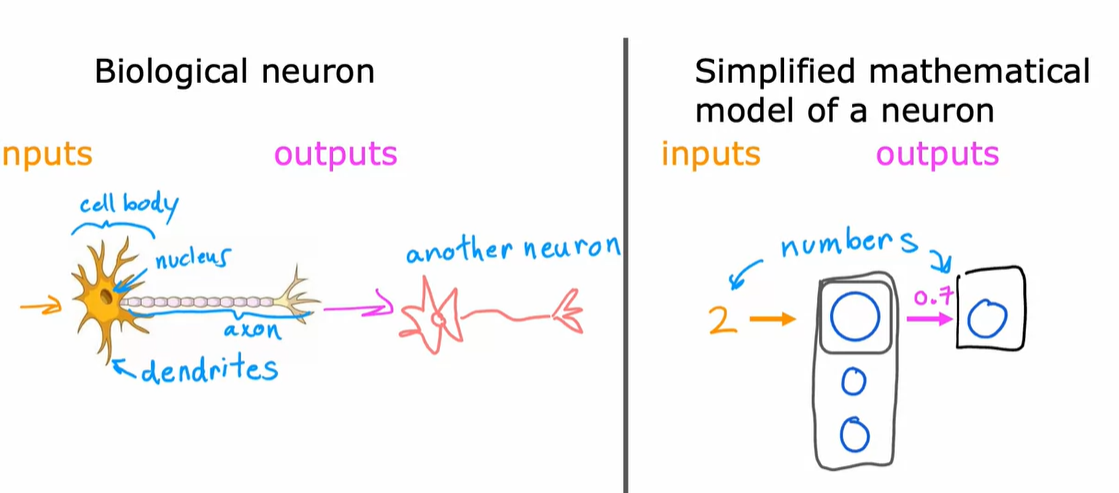 Biological neuron
nputs
outputs
cell body
nucleus
axon
dendrites
another neuron
Simplified mathematical
model of a neuron
inputs
outputs
numbers
2
0.7